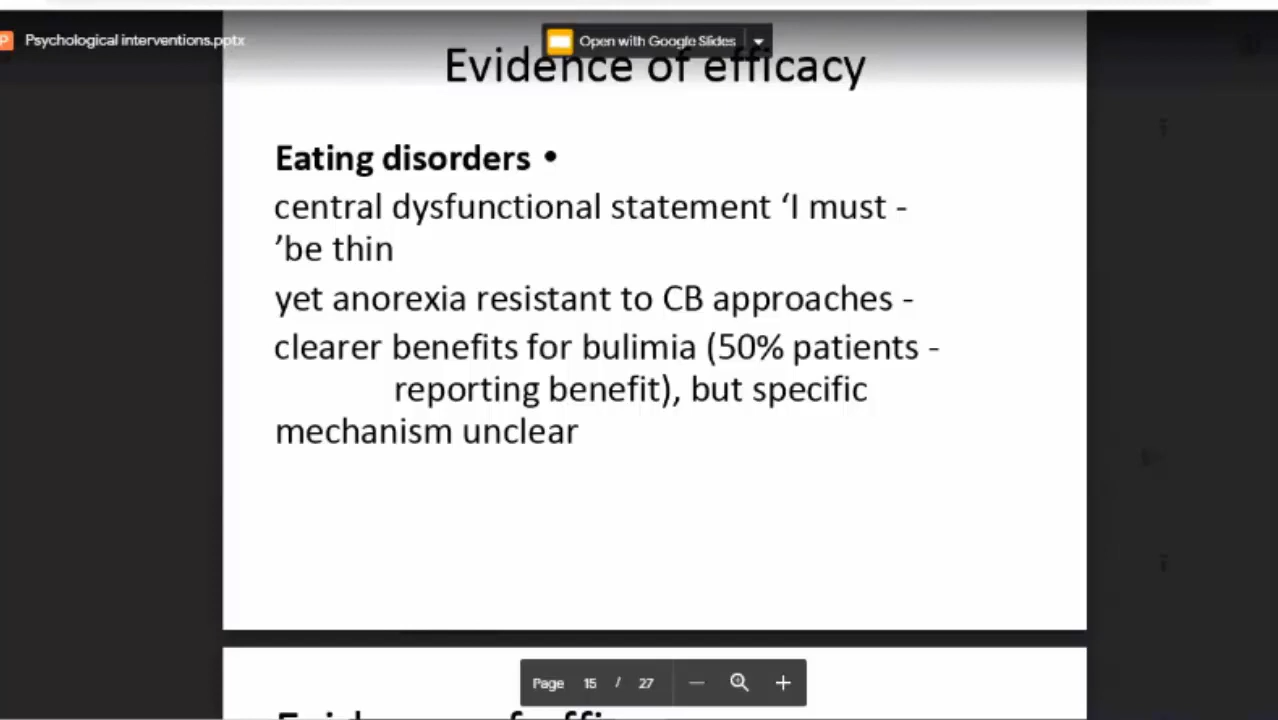 Psychological interventions.pptx
Open with Google Slides
Evidence of efficacy
Eating disorders •
central dysfunctional statement ‘I must -
’be thin
yet anorexia resistant to CB approaches -
clearer benefits for bulimia (50% patients -
reporting benefit), but specific
mechanism unclear
Page 15 / 27